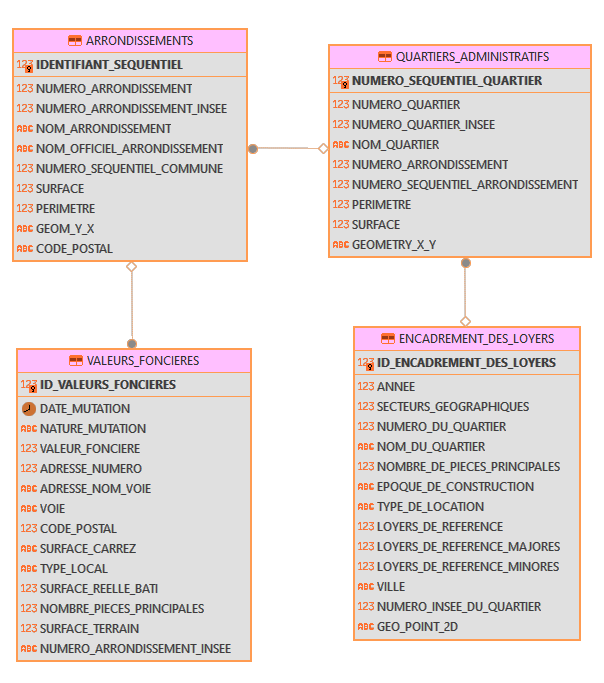 ARRONDISSEMENTS
123 IDENTIFIANT_SEQUENTIEL
123 NUMERO_ARRONDISSEMENT
123 NUMERO_ARRONDISSEMENT_INSEE
ABC NOM_ARRONDISSEMENT
ABC NOM_OFFICIEL_ARRONDISSEMENT
123 NUMERO_SEQUENTIEL_COMMUNE
123 SURFACE
123 PERIMETRE
ABC GEOM_Y_X
ABC CODE_POSTAL
QUARTIERS_ADMINISTRATIFS
123 NUMERO_SEQUENTIEL_QUARTIER
123 NUMERO_QUARTIER
123 NUMERO_QUARTIER_INSEE
ABC NOM_QUARTIER
123 NUMERO_ARRONDISSEMENT
123 NUMERO_SEQUENTIEL_ARRONDISSEMENT
123 PERIMETRE
123 SURFACE
ABC GEOMETRY_X_Y
VALEURS_FONCIERES
123 ID_VALEURS_FONCIERES
DATE_MUTATION
ABC NATURE_MUTATION
123 VALEUR_FONCIERE
123 ADRESSE_NUMERO
ABC ADRESSE_NOM_VOIE
ABC VOIE
123 CODE_POSTAL
ABC SURFACE_CARREZ
ABC TYPE_LOCAL
123 SURFACE_REELLE_BATI
123 NOMBRE_PIECES_PRINCIPALES
123 SURFACE_TERRAIN
ABC NUMERO_ARRONDISSEMENT_INSEE
ENCADREMENT_DES_LOYERS
123 ID_ENCADREMENT_DES_LOYERS
123 ANNEE
123 SECTEURS_GEOGRAPHIQUES
123 NUMERO_DU_QUARTIER
ABC NOM_DU_QUARTIER
123 NOMBRE_DE_PIECES_PRINCIPALES
ABC EPOQUE_DE_CONSTRUCTION
ABC TYPE_DE_LOCATION
123 LOYERS_DE_REFERENCE
123 LOYERS_DE_REFERENCE_MAJORES
123 LOYERS_DE_REFERENCE_MINORES
ABC VILLE
123 NUMERO_INSEE_DU_QUARTIER
ABC GEO_POINT_2D